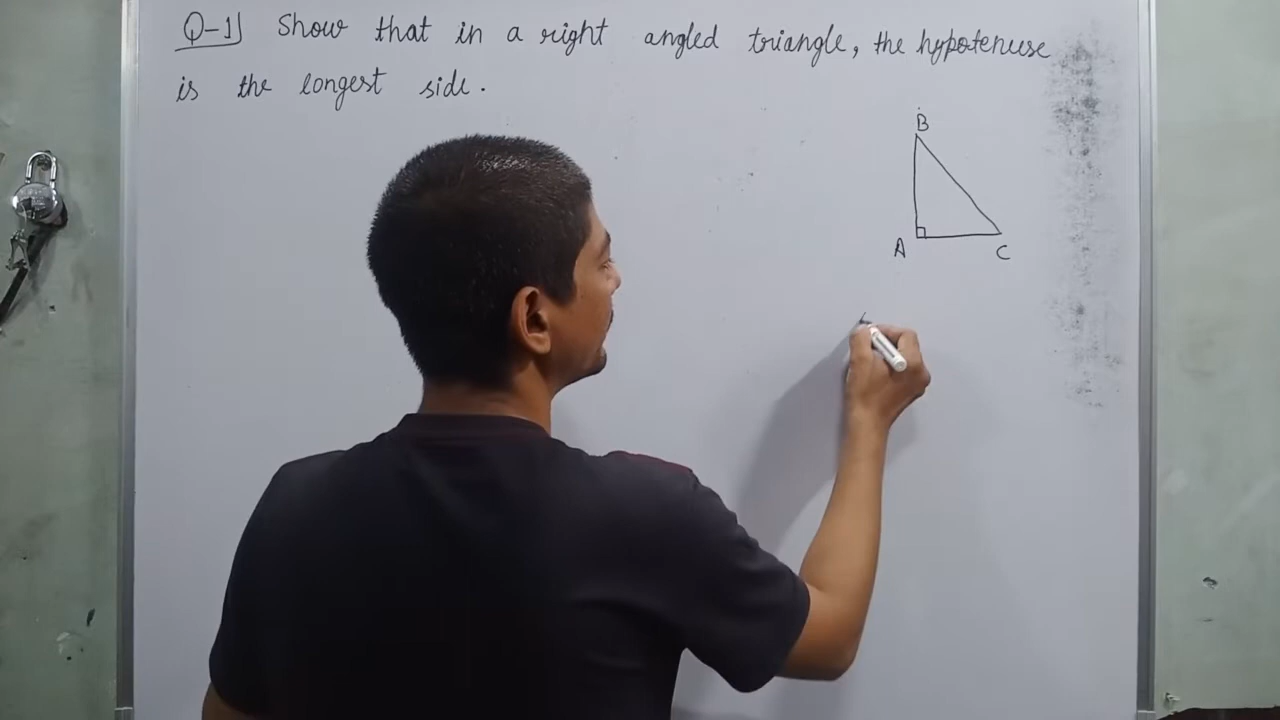 Q-1] Show that in a right angled triangle, the hypotenuse
is the longest side.
B
A
C